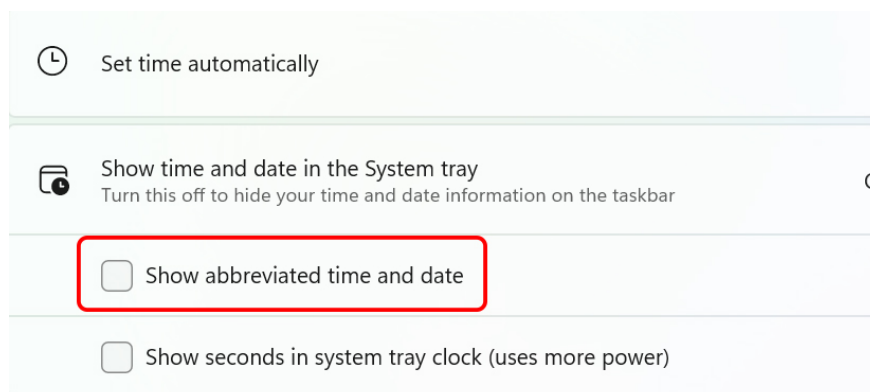 Set time automatically
Show time and date in the System tray
Turn this off to hide your time and date information on the taskbar
Show abbreviated time and date
Show seconds in system tray clock (uses more power)